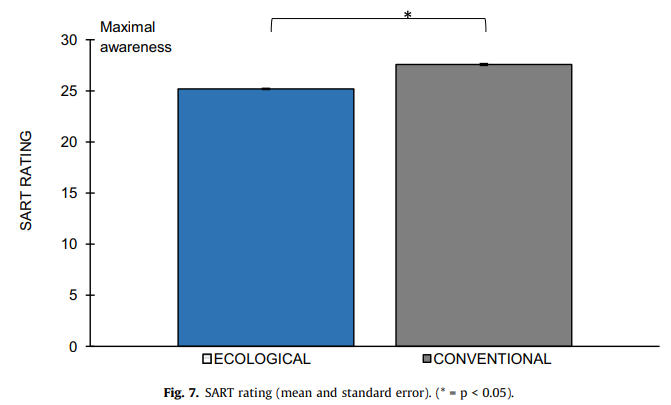 Maximal
awareness
*
30
25
20
15
10
5
0
SART RATING
ECOLOGICAL
CONVENTIONAL
Fig. 7. SART rating (mean and standard error). (* = p < 0.05).